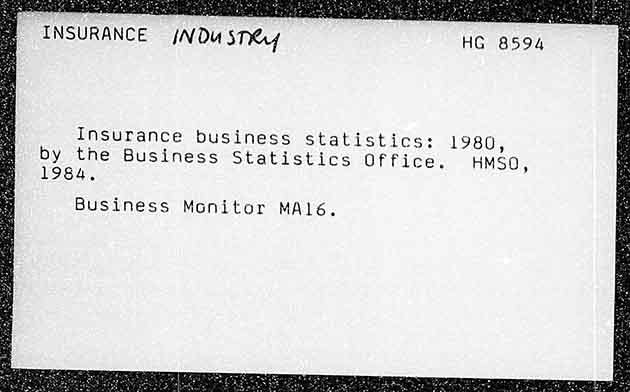 INSURANCE INDUSTRY HG 8594
Insurance business statistics: 1980,
by the Business Statistics Office. HMSO,
1984.
Business Monitor MA16.